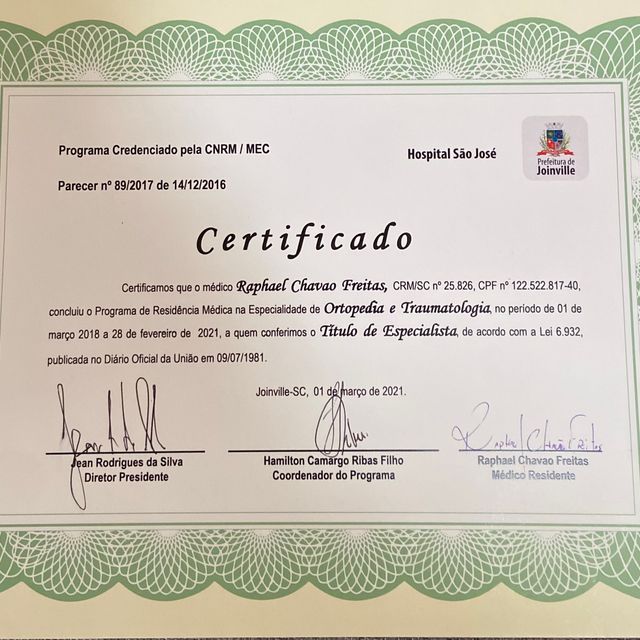 Programa Credenciado pela CNRM / MEC
Hospital São José
Prefeitura de
Joinville
Parecer nº 89/2017 de 14/12/2016
Certificado
Certificamos que o médico Raphael Chavao Freitas, CRM/SC nº 25.826, CPF nº 122.522.817-40,
concluiu o Programa de Residência Médica na Especialidade de Ortopedia e Traumatologia, no período de 01 de
março 2018 a 28 de fevereiro de 2021, a quem conferimos o Título de Especialista, de acordo com a Lei 6.932,
publicada no Diário Oficial da União em 09/07/1981.
Joinville-SC, 01 de março de 2021.
Raphael Chavão Freitas
Jean Rodrigues da Silva
Diretor Presidente
Hamilton Camargo Ribas Filho
Coordenador do Programa
Raphael Chavao Freitas
Médico Residente